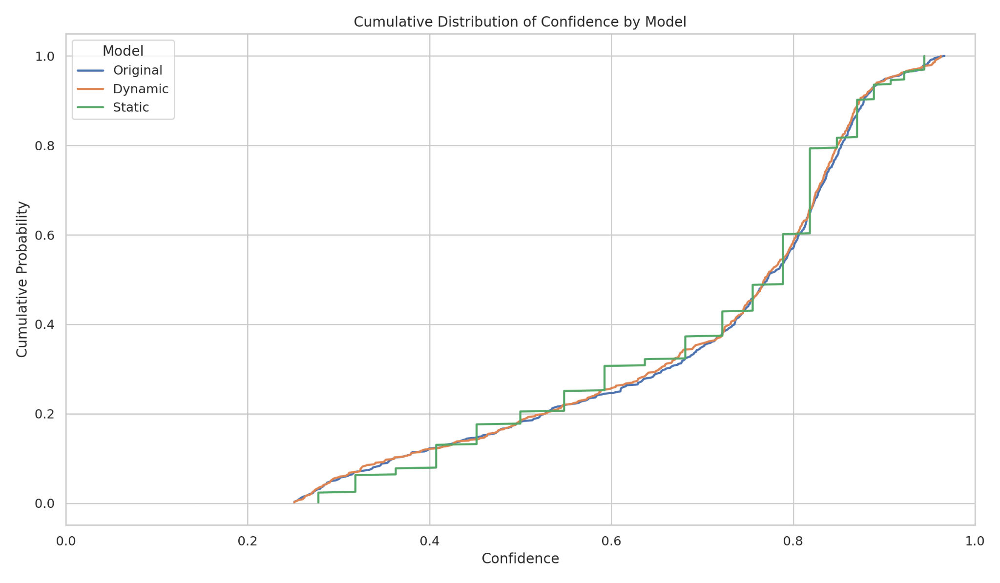 Cumulative Distribution of Confidence by Model
Model
Original
Dynamic
Static
1.0
0.8
0.6
0.4
0.2
0.0
Cumulative Probability
0.0 0.2 0.4 0.6 0.8 1.0
Confidence